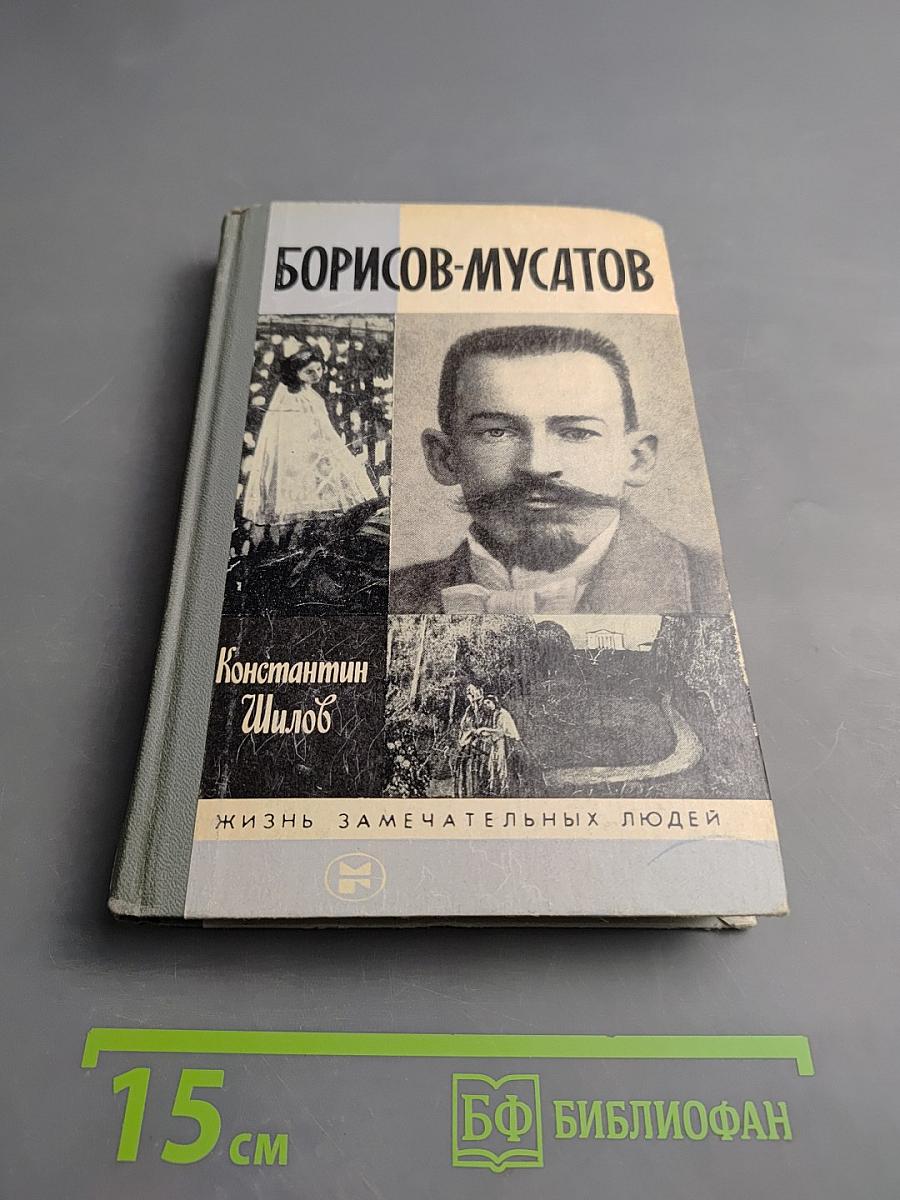 БОРИСОВ-МУСАТОВ
Константин
Шилов
ЖИЗНЬ ЗАМЕЧАТЕЛЬНЫХ ЛЮДЕЙ
15 см
БФ БИБЛИОФАН